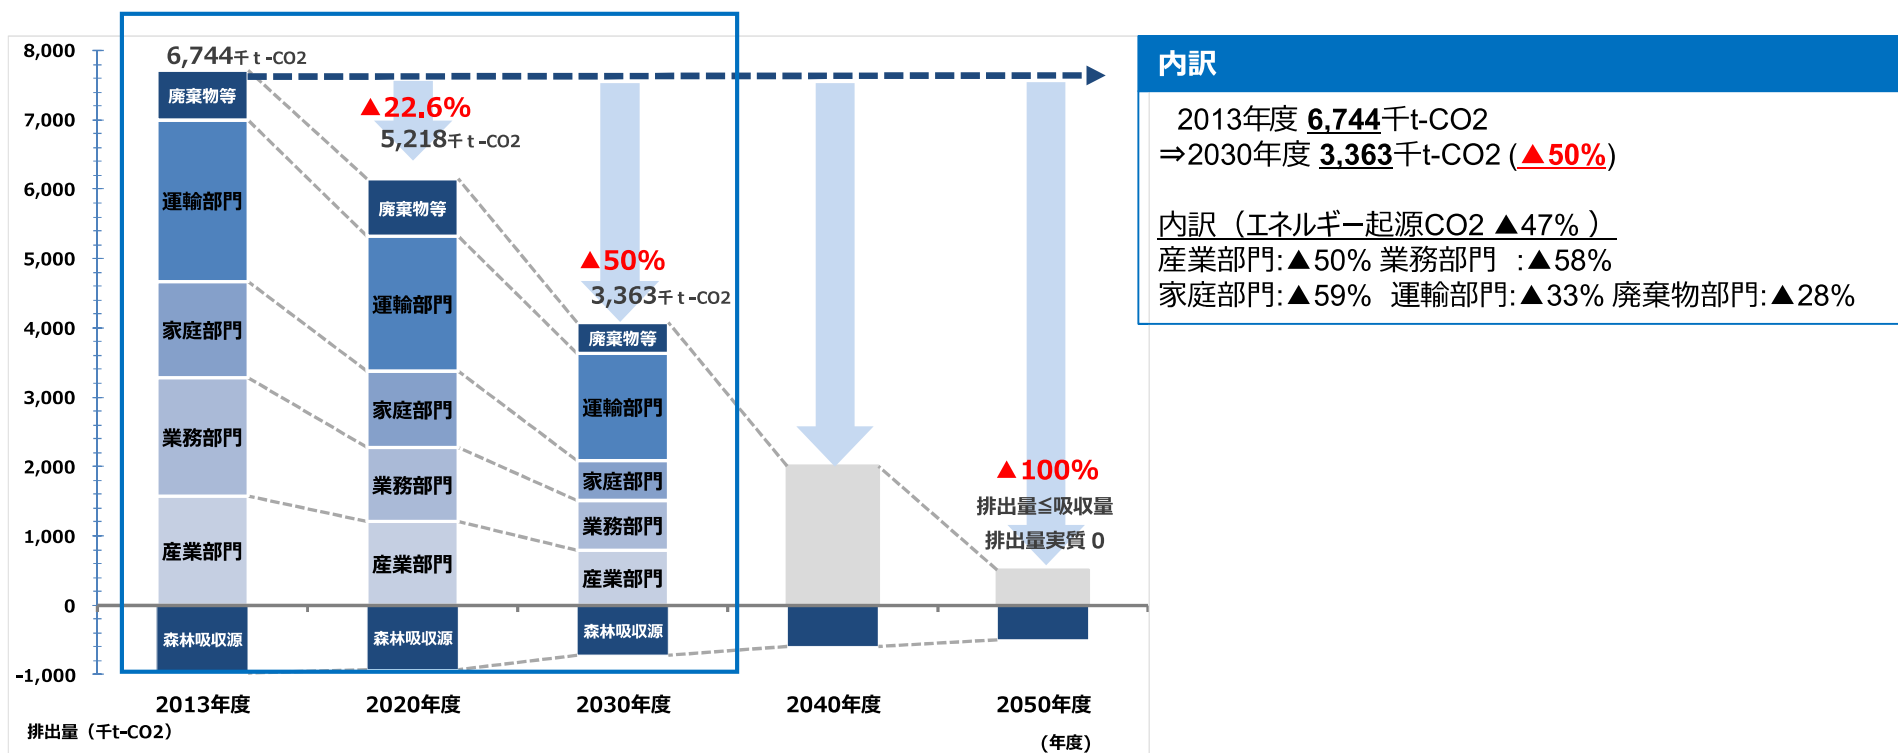 8,000
7,000
6,000
5,000
4,000
3,000
2,000
1,000
0
-1,000
6,744千ｔ-CO2
廃棄物等
運輸部門
家庭部門
業務部門
産業部門
森林吸収源
▲22.6%
5,218千ｔ-CO2
廃棄物等
運輸部門
家庭部門
業務部門
産業部門
森林吸収源
▲50%
3,363千ｔ-CO2
廃棄物等
運輸部門
家庭部門
業務部門
産業部門
森林吸収源
▲100%
排出量≦吸収量
排出量実質０
2013年度
2020年度
2030年度
2040年度
2050年度
排出量（千t-CO2）
（年度）
内訳
2013年度 6,744千t-CO2
⇒2030年度 3,363千t-CO2 (▲50%)
内訳（エネルギー起源CO2 ▲47% ）
産業部門:▲50% 業務部門 :▲58%
家庭部門:▲59% 運輸部門:▲33% 廃棄物部門:▲28%